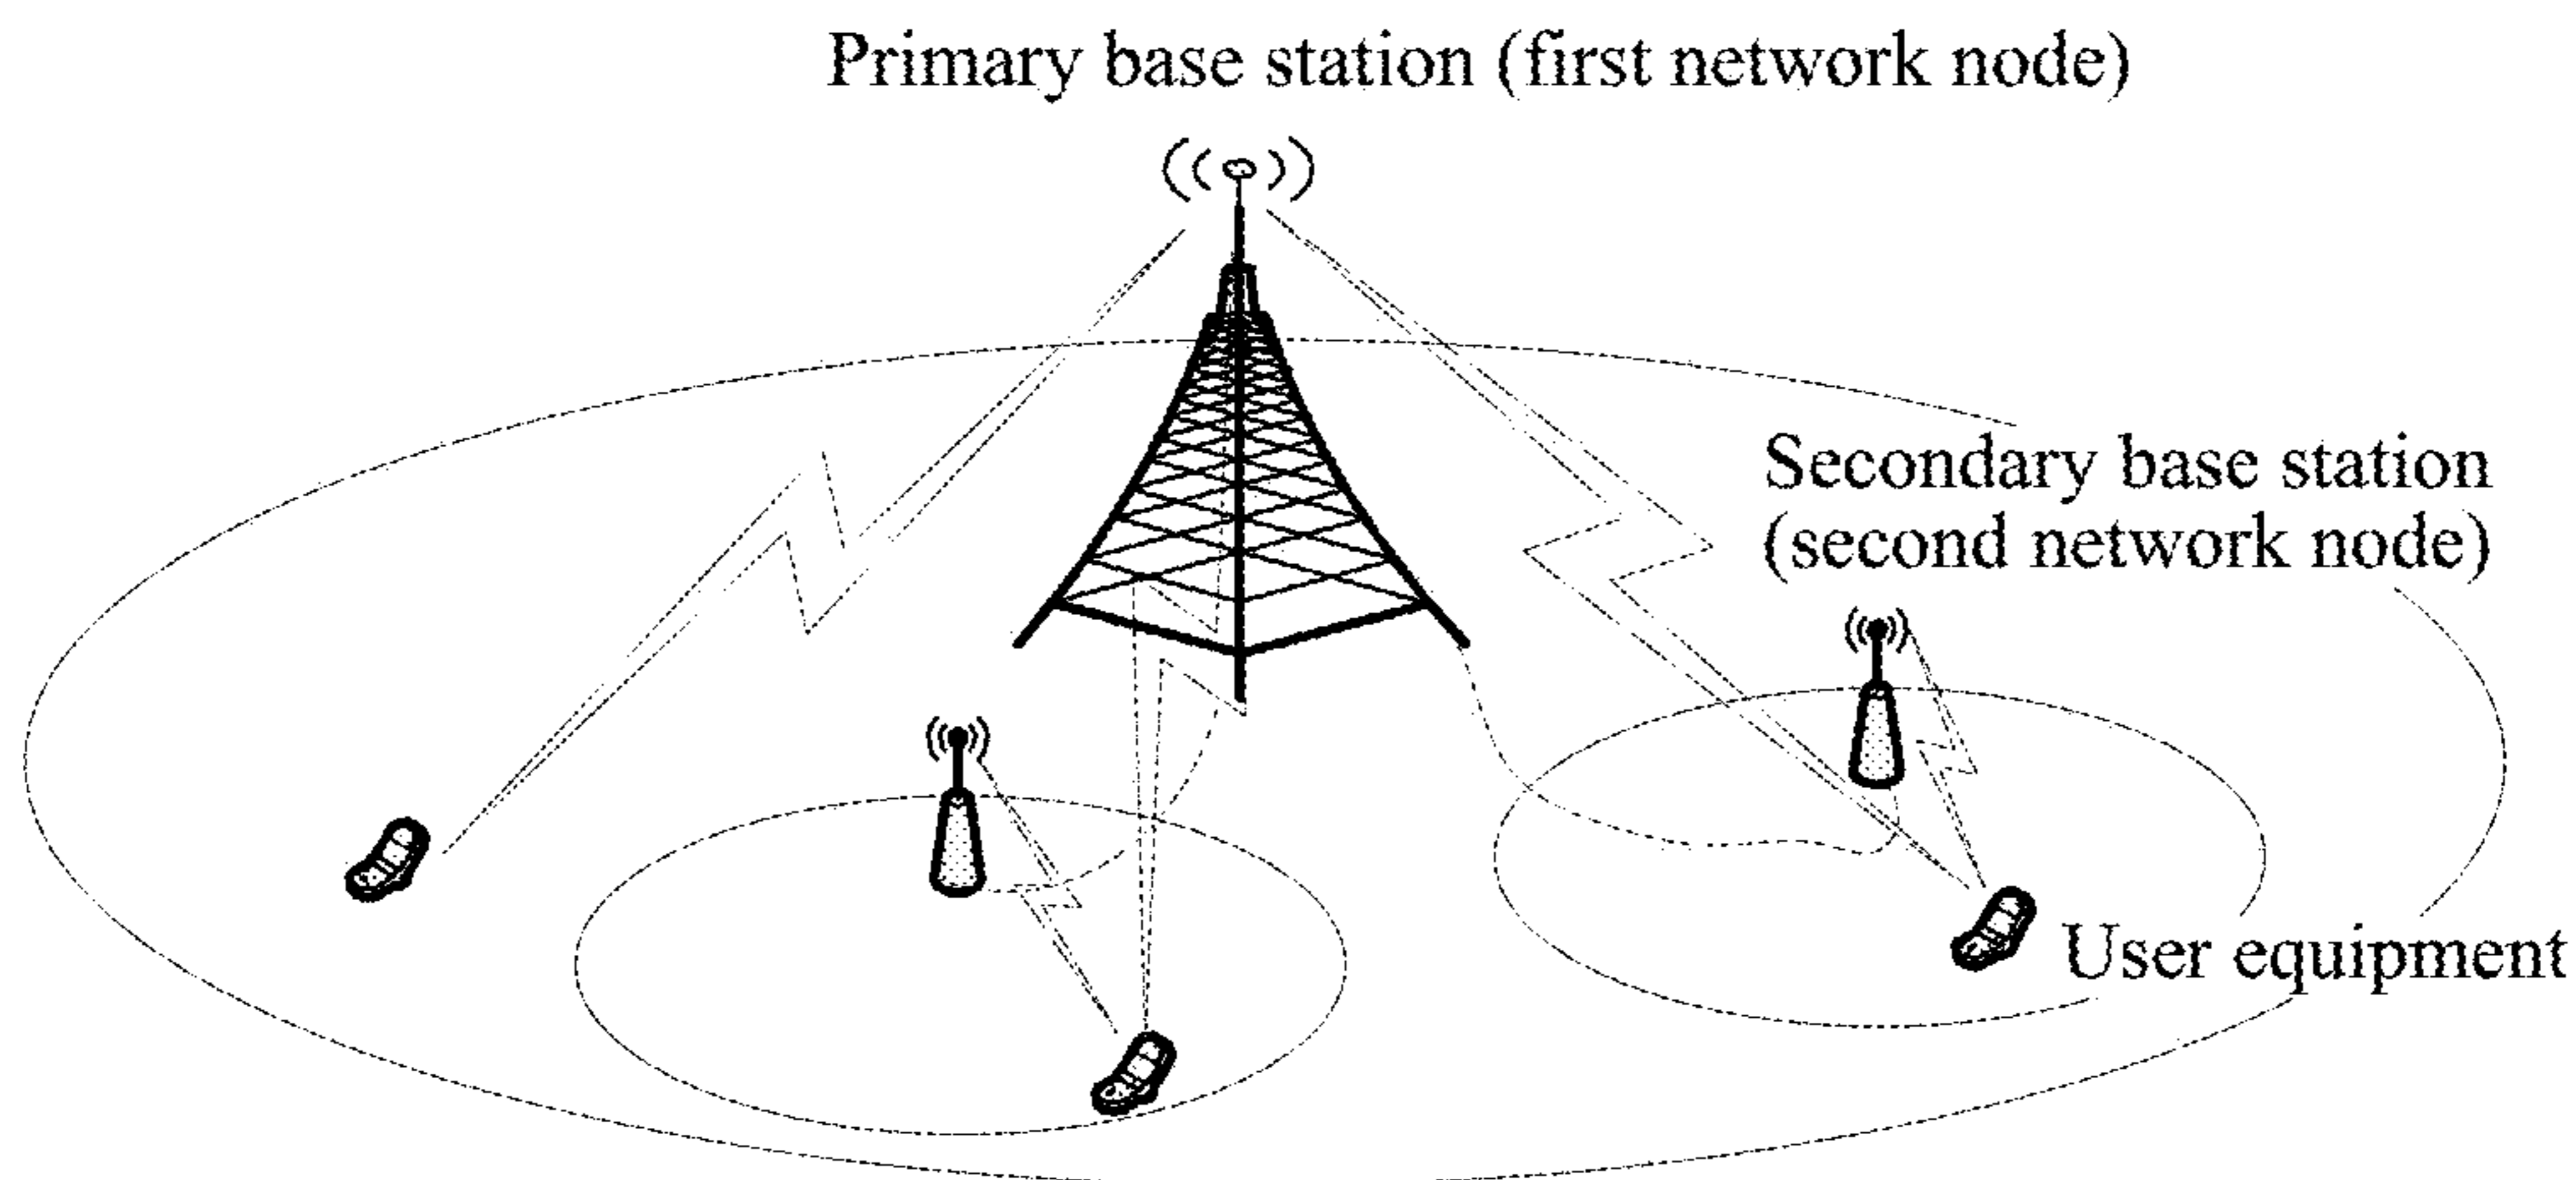 Primary base station (first network node)
Secondary base station
(second network node)
User equipment